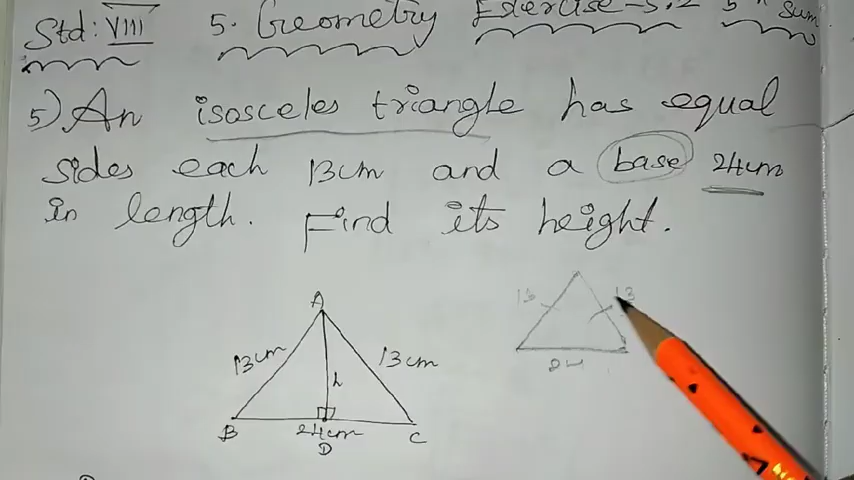 Std: VIII 5. Geometry Exercise-5.2 5th sum
5) An isosceles triangle has equal
sides each 13cm and a base 24cm
in length. Find its height.
A
13cm 13cm
h
B 24cm C
D
13 13
24